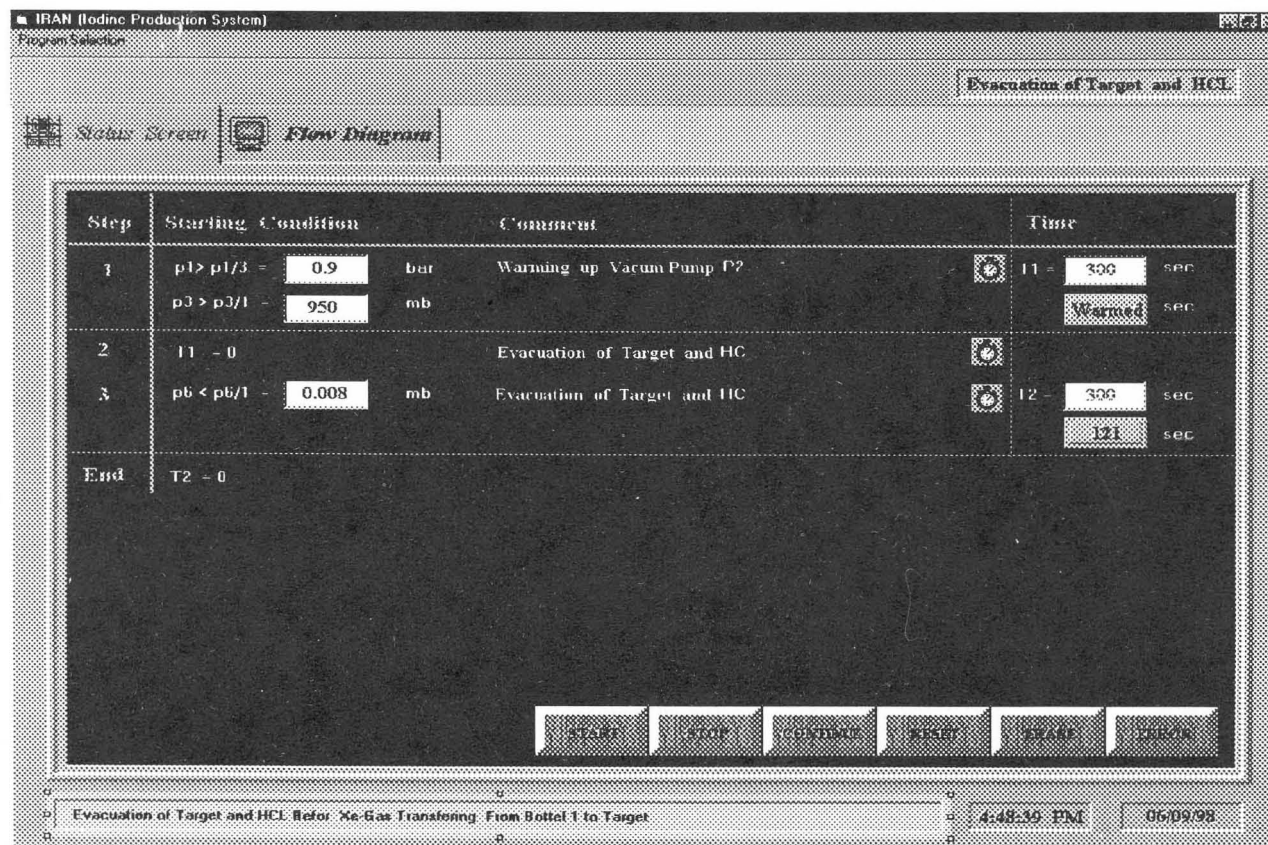 IRAN (Iodine Production System)
Program Selection
Evacuation of Target and HCL
Status Screen Flow Diagram
Step Starting Condition Comment Time
1 p1> p1/3 = 0.9 bar Warming up Vacum Pump P2 T1 = 300 sec
p3 > p3/1 = 950 mb Warmed sec
2 T1 = 0 Evacuation of Target and HC
3 p6 < p6/1 = 0.008 mb Evacuation of Target and HC T2 = 300 sec
121 sec
End T2 = 0
START STOP CONTINUE RESET ERASE ERROR
Evacuation of Target and HCL Befor Xe-Gas Transfering From Bottel 1 to Target 4:48:39 PM 06/09/98